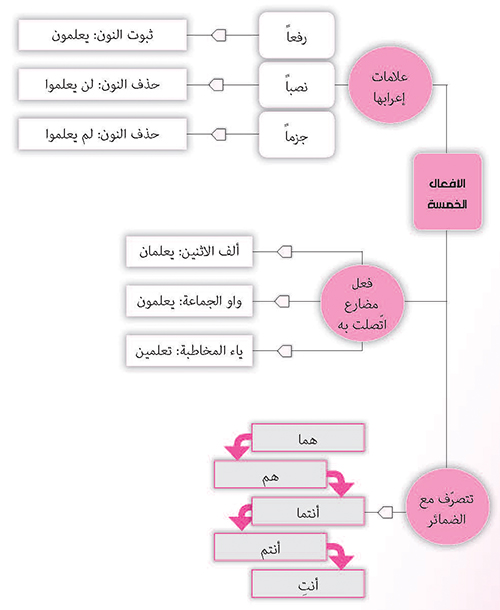 الافعال
الخمسة
علامات
إعرابها
رفعاً
ثبوت النون: يعلمون
نصباً
حذف النون: لن يعلموا
جزماً
حذف النون: لم يعلموا
فعل
مضارع
اتّصلت به
ألف الاثنين: يعلمان
واو الجماعة: يعلمون
ياء المخاطبة: تعلمين
تتصرّف مع
الضمائر
هما
هم
أنتما
أنتم
أنتِ